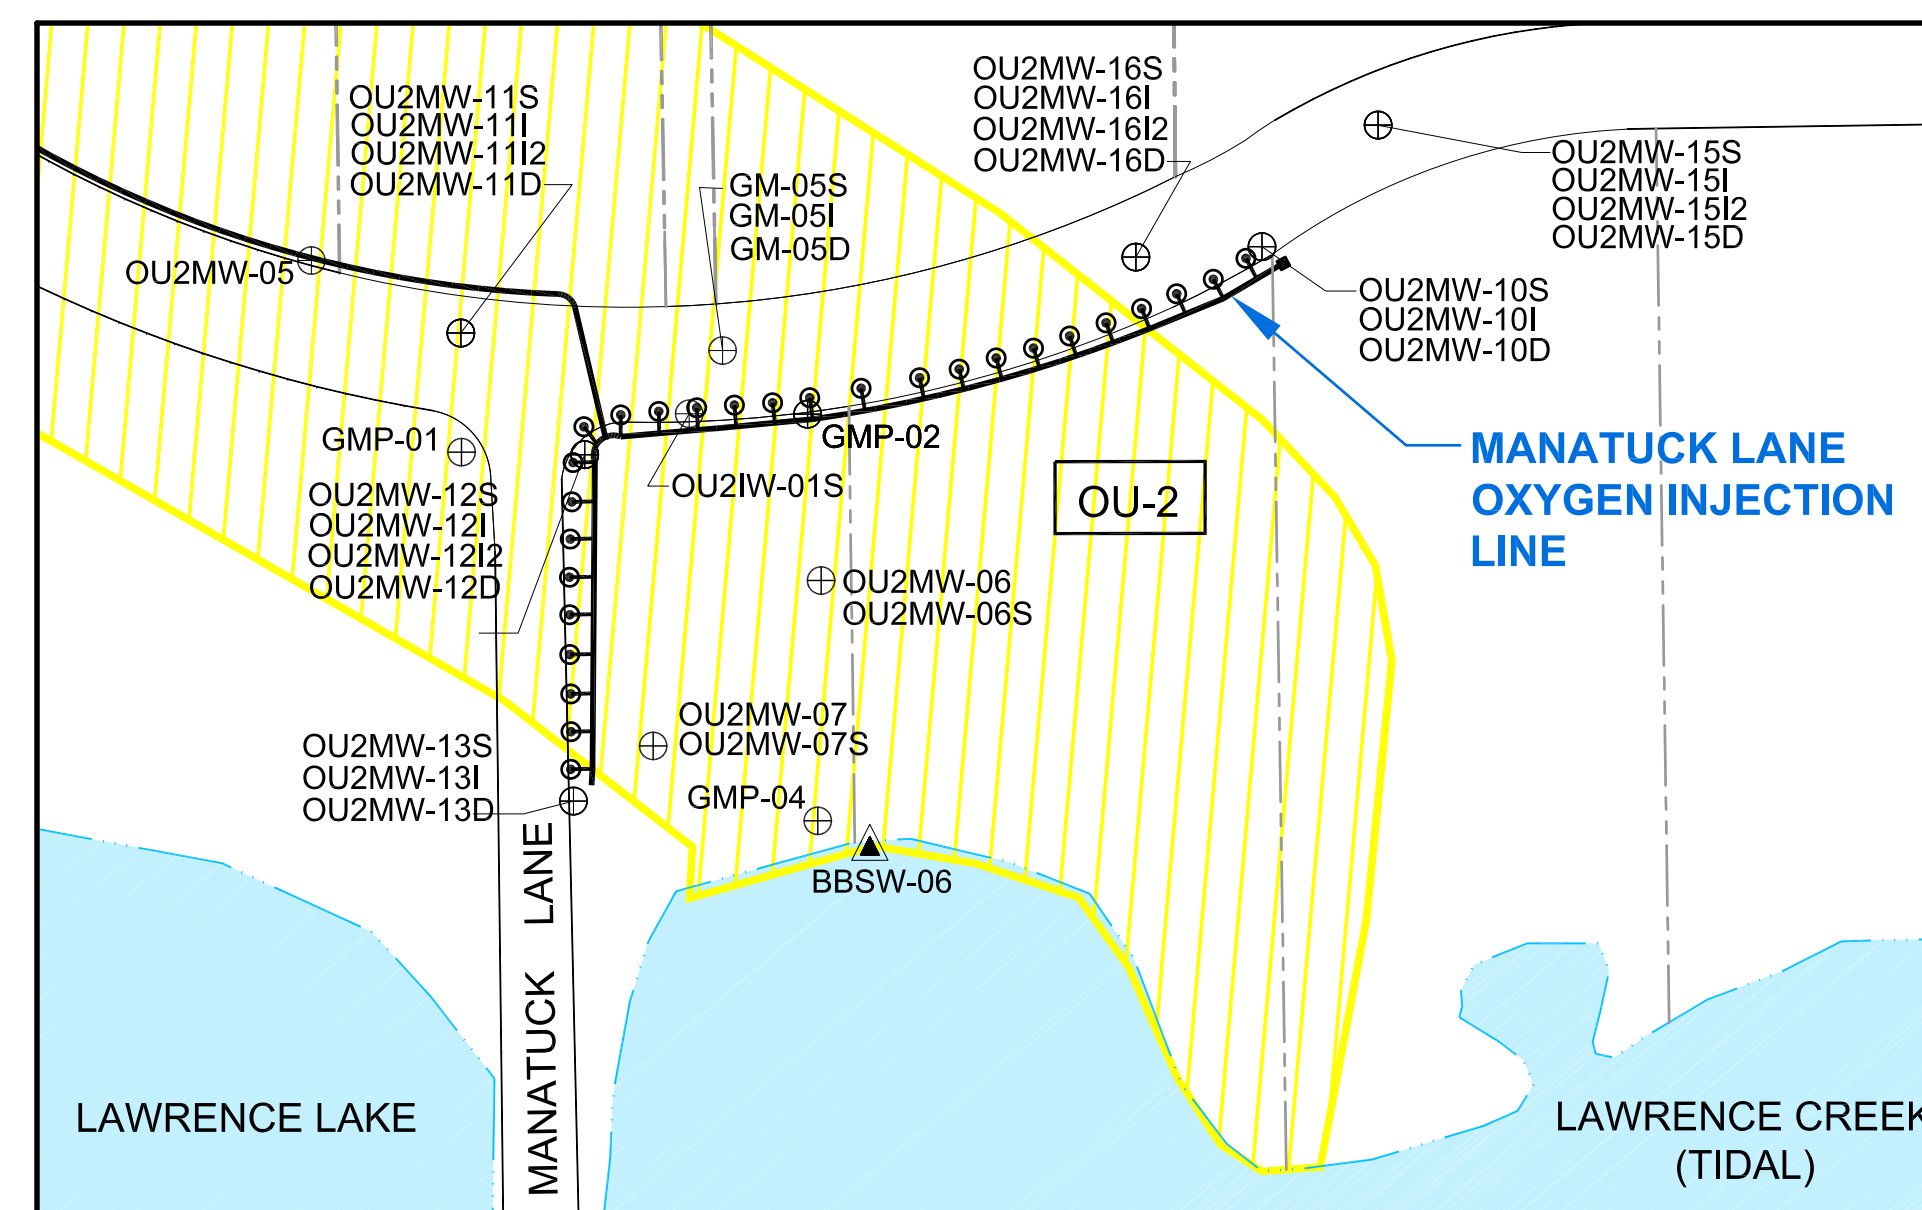 OU2MW-11S
OU2MW-11I
OU2MW-11I2
OU2MW-11D
OU2MW-16S
OU2MW-16I
OU2MW-16I2
OU2MW-16D
OU2MW-15S
OU2MW-15I
OU2MW-15I2
OU2MW-15D
GM-05S
GM-05I
GM-05D
OU2MW-05
OU2MW-10S
OU2MW-10I
OU2MW-10D
GMP-01
GMP-02
MANATUCK LANE
OXYGEN INJECTION
LINE
OU2MW-12S
OU2MW-12I
OU2MW-12I2
OU2MW-12D
OU2IW-01S
OU-2
OU2MW-06
OU2MW-06S
OU2MW-07
OU2MW-07S
OU2MW-13S
OU2MW-13I
OU2MW-13D
GMP-04
BBSW-06
MANATUCK LANE
LAWRENCE LAKE
LAWRENCE CREEK
(TIDAL)